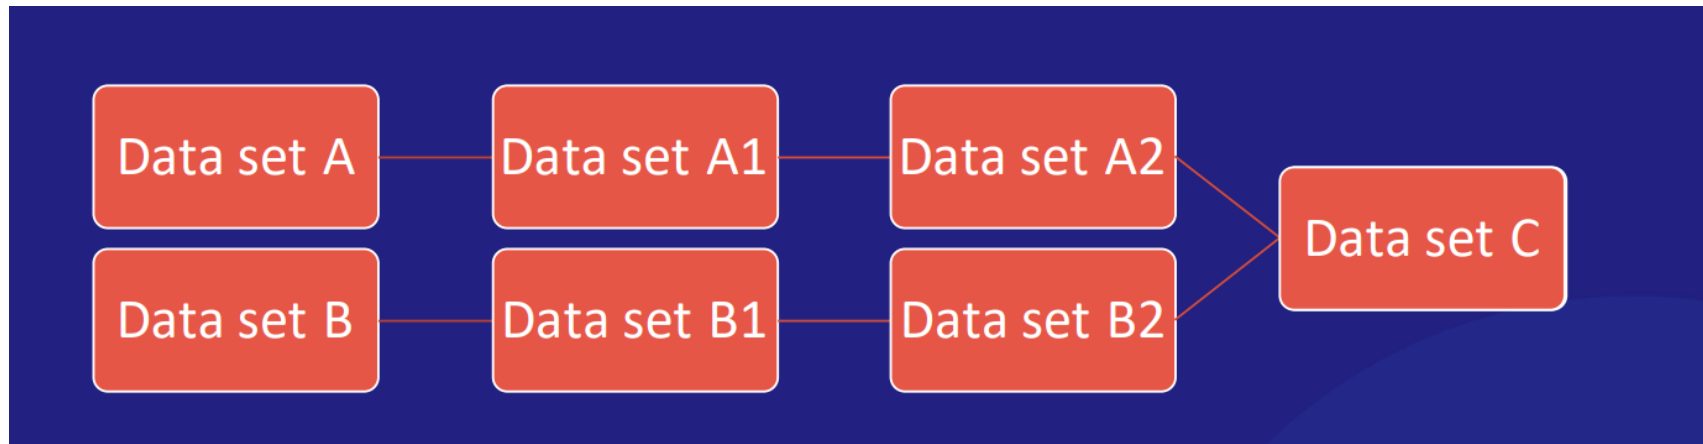 Data set A
Data set A1
Data set A2
Data set C
Data set B
Data set B1
Data set B2